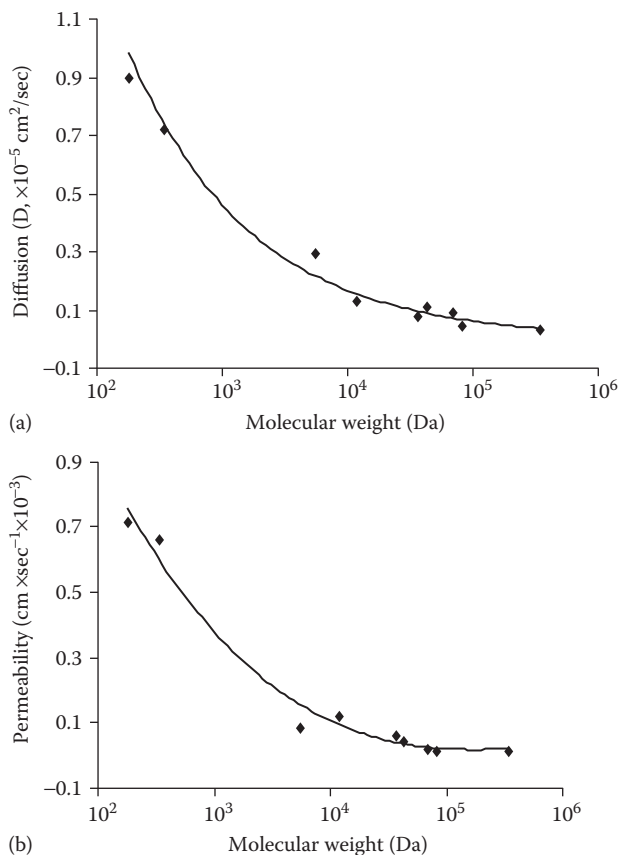 1.1
0.9
0.7
0.5
0.3
0.1
−0.1
Diffusion (D, ×10⁻⁵ cm²/sec)
10² 10³ 10⁴ 10⁵ 10⁶
(a) Molecular weight (Da)
0.9
0.7
0.5
0.3
0.1
−0.1
Permeability (cm ×sec⁻¹×10⁻³)
10² 10³ 10⁴ 10⁵ 10⁶
(b) Molecular weight (Da)